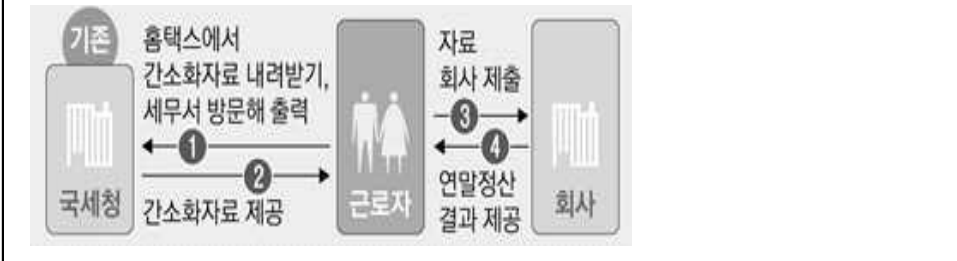 기존
홈택스에서
간소화자료 내려받기,
세무서 방문해 출력
1
2
간소화자료 제공
국세청
근로자
자료
회사 제출
3
4
연말정산
결과 제공
회사